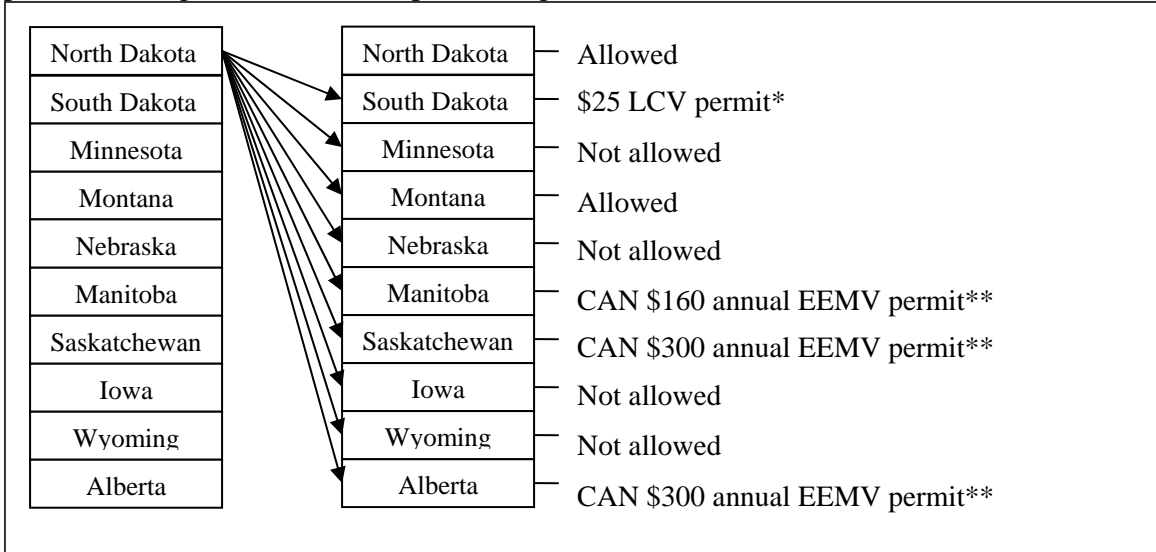 North Dakota North Dakota Allowed
South Dakota South Dakota $25 LCV permit*
Minnesota Minnesota Not allowed
Montana Montana Allowed
Nebraska Nebraska Not allowed
Manitoba Manitoba CAN $160 annual EEMV permit**
Saskatchewan Saskatchewan CAN $300 annual EEMV permit**
Iowa Iowa Not allowed
Wyoming Wyoming Not allowed
Alberta Alberta CAN $300 annual EEMV permit**